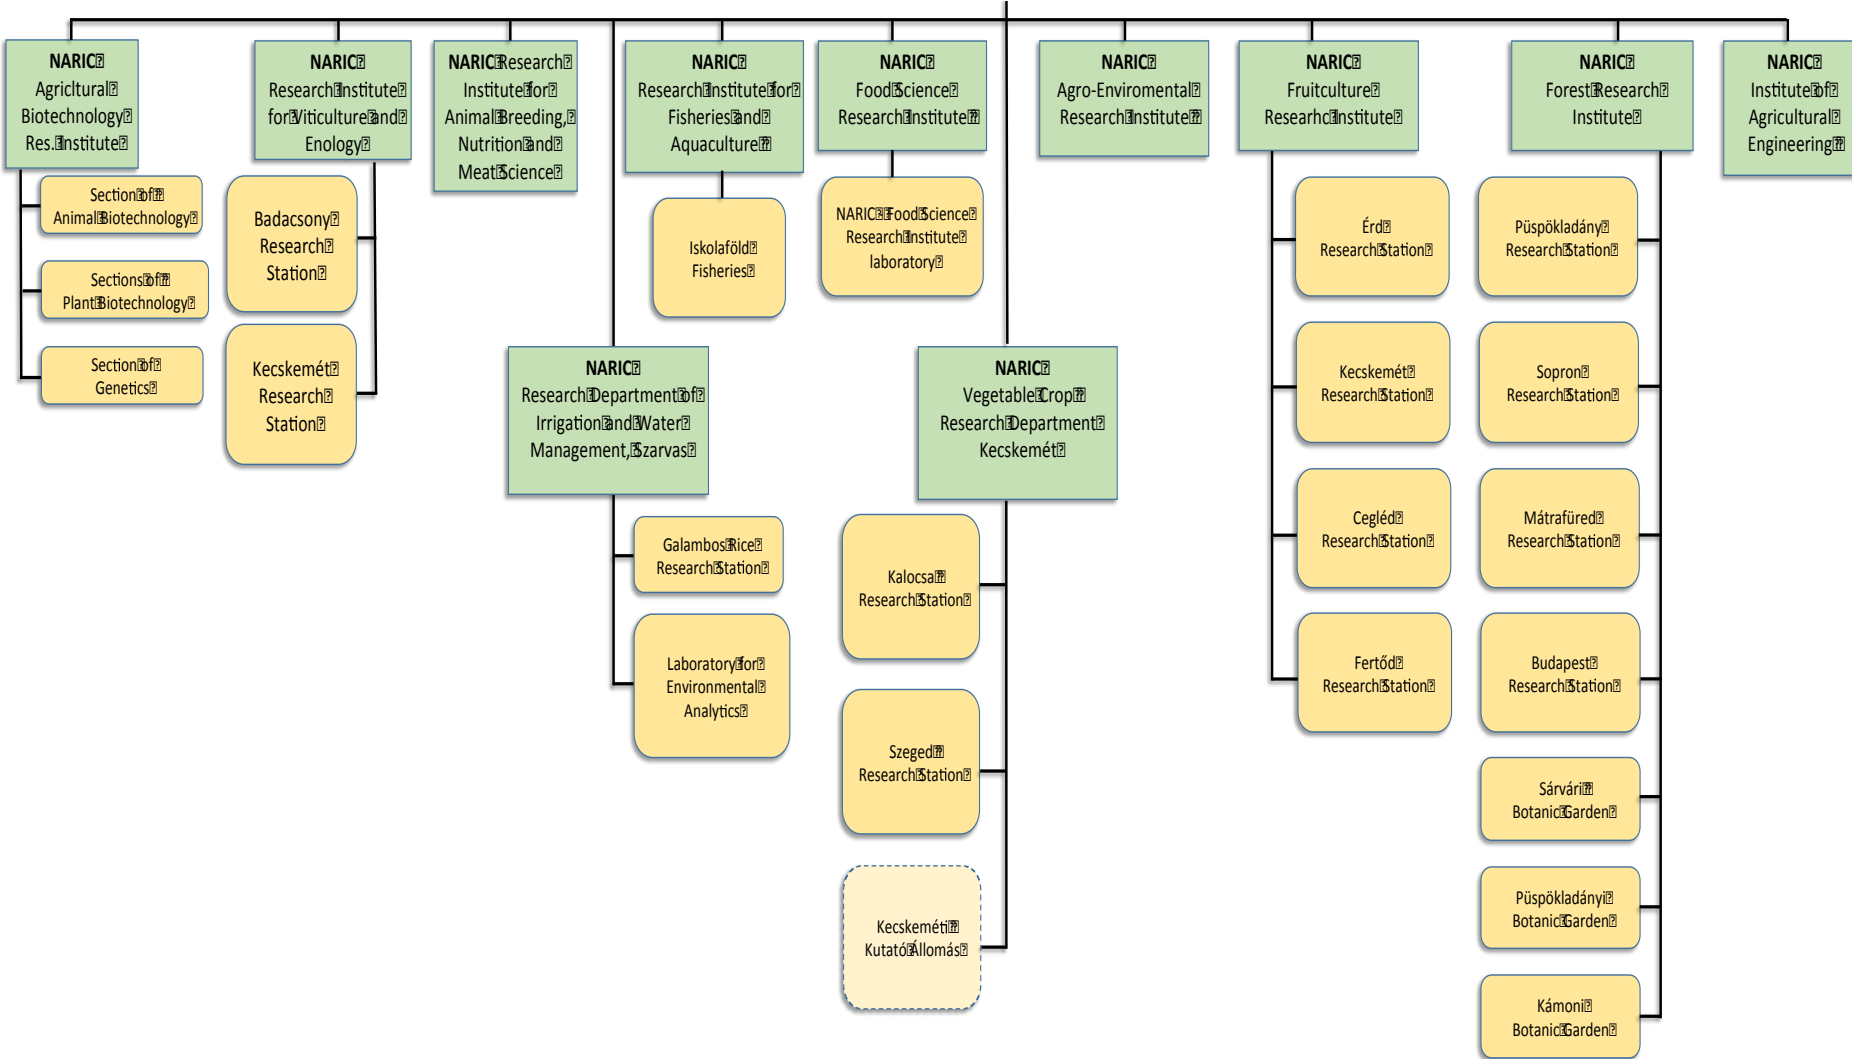 NARIC
Agricltural
Biotechnology
Res. Institute
Section of
Animal Biotechnology
Sections of
Plant Biotechnology
Section of
Genetics
NARIC
Research Institute
for Viticulture and
Enology
Badacsony
Research
Station
Kecskemét
Research
Station
NARIC Research
Institute for
Animal Breeding,
Nutrition and
Meat Science
NARIC
Research Department of
Irrigation and Water
Management, Szarvas
Galambos Rice
Research Station
Laboratory for
Environmental
Analytics
NARIC
Research Institute for
Fisheries and
Aquaculture
Iskolaföld
Fisheries
NARIC
Food Science
Research Institute
NARIC - Food Science
Research Institute
laboratory
NARIC
Vegetable Crop
Research Department
Kecskemét
Kalocsa
Research Station
Szeged
Research Station
Kecskeméti
Kutató Állomás
NARIC
Agro-Enviromental
Research Institute
NARIC
Fruitculture
Researhc Institute
Érd
Research Station
Kecskemét
Research Station
Cegléd
Research Station
Fertőd
Research Station
NARIC
Forest Research
Institute
Püspökladány
Research Station
Sopron
Research Station
Mátrafüred
Research Station
Budapest
Research Station
Sárvári
Botanic Garden
Püspökladányi
Botanic Garden
Kámoni
Botanic Garden
NARIC
Institute of
Agricultural
Engineering